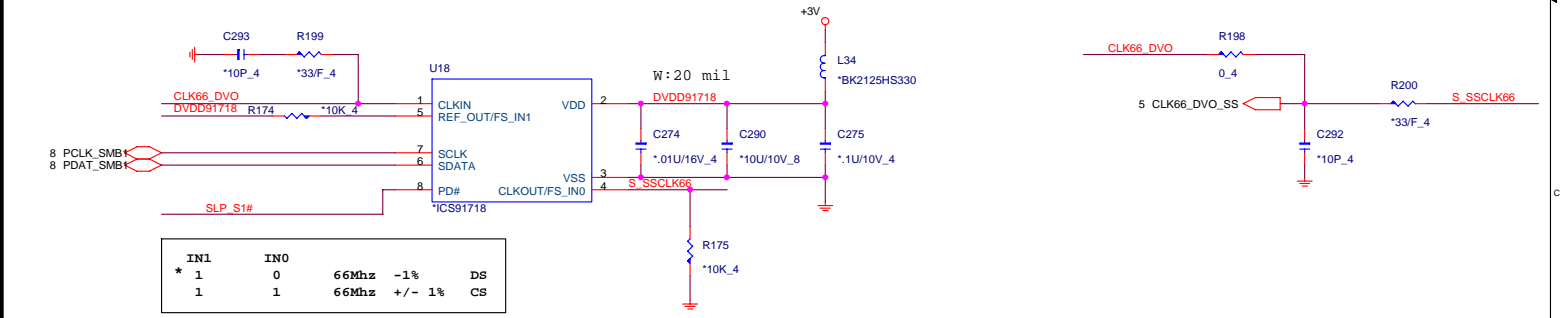 +3V
C293
R199
*10P_4
*33/F_4
U18
W:20 mil
L34
*BK2125HS330
CLK66_DVO
R198
0_4
CLK66_DVO
1
CLKIN
VDD
2
DVDD91718
DVDD91718
R174
*10K_4
5
REF_OUT/FS_IN1
5 CLK66_DVO_SS
R200
S_SSCLK66
*33/F_4
C274
*.01U/16V_4
C290
*10U/10V_8
C275
*.1U/10V_4
C292
*10P_4
8 PCLK_SMB1
7
SCLK
8 PDAT_SMB1
6
SDATA
VSS
3
8
PD#
CLKOUT/FS_IN0
4
S_SSCLK66
SLP_S1#
*ICS91718
R175
*10K_4
IN1 IN0
* 1 0 66Mhz -1% DS
1 1 66Mhz +/- 1% CS
C